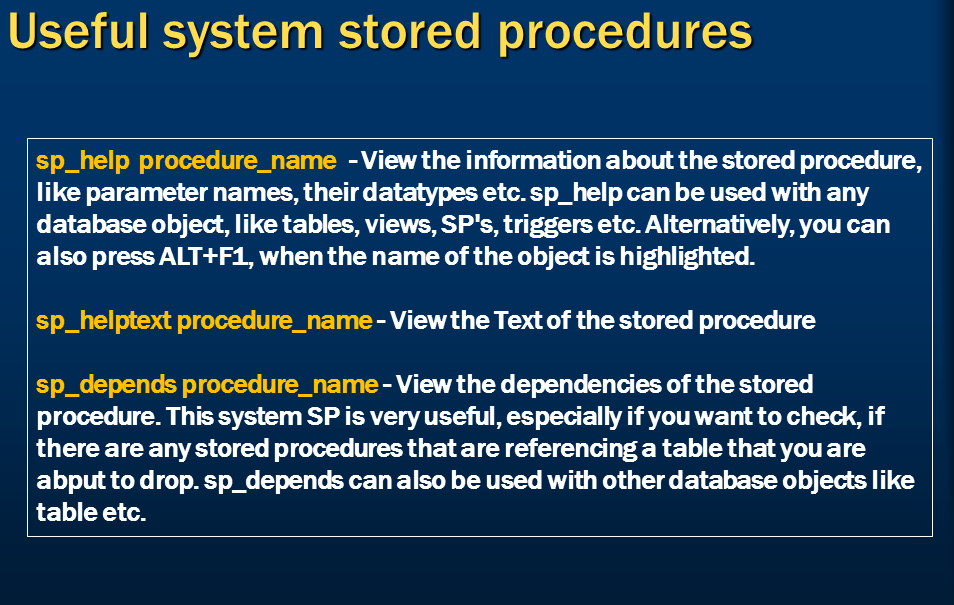 Useful system stored procedures
sp_help procedure_name - View the information about the stored procedure,
like parameter names, their datatypes etc. sp_help can be used with any
database object, like tables, views, SP's, triggers etc. Alternatively, you can
also press ALT+F1, when the name of the object is highlighted.
sp_helptext procedure_name - View the Text of the stored procedure
sp_depends procedure_name - View the dependencies of the stored
procedure. This system SP is very useful, especially if you want to check, if
there are any stored procedures that are referencing a table that you are
abput to drop. sp_depends can also be used with other database objects like
table etc.